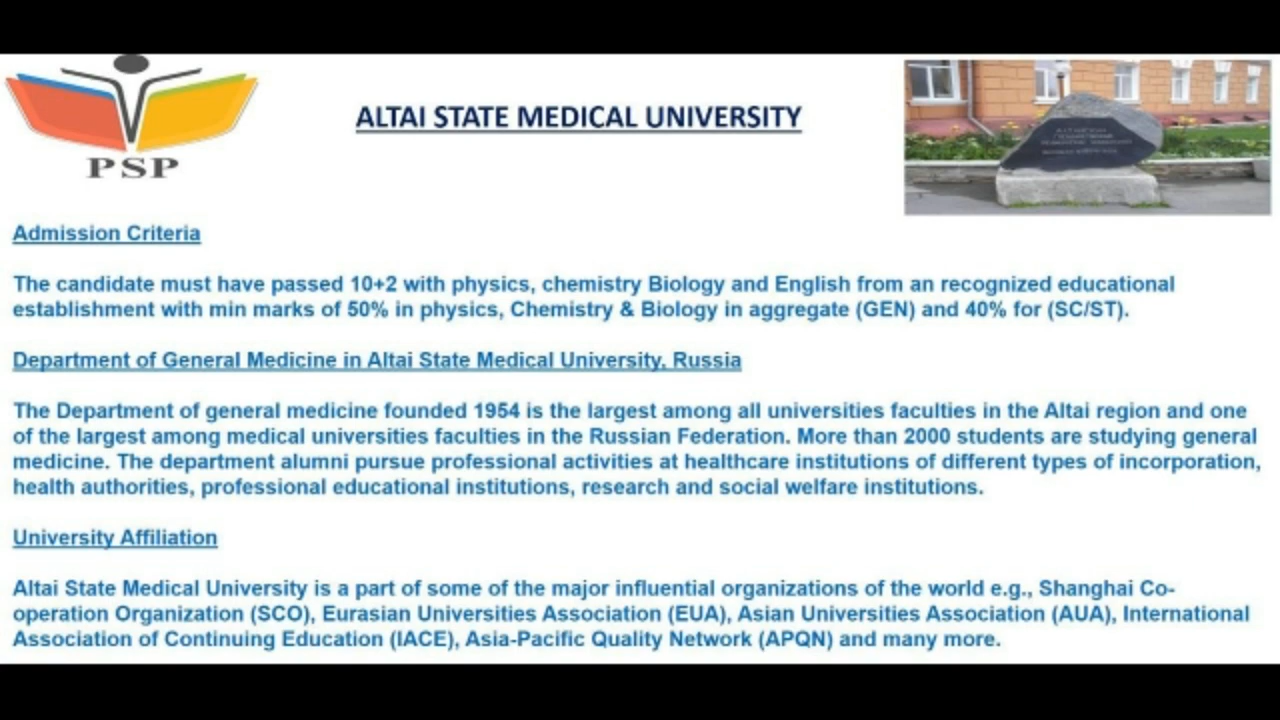 PSP
ALTAI STATE MEDICAL UNIVERSITY
Admission Criteria
The candidate must have passed 10+2 with physics, chemistry Biology and English from an recognized educational
establishment with min marks of 50% in physics, Chemistry & Biology in aggregate (GEN) and 40% for (SC/ST).
Department of General Medicine in Altai State Medical University, Russia
The Department of general medicine founded 1954 is the largest among all universities faculties in the Altai region and one
of the largest among medical universities faculties in the Russian Federation. More than 2000 students are studying general
medicine. The department alumni pursue professional activities at healthcare institutions of different types of incorporation,
health authorities, professional educational institutions, research and social welfare institutions.
University Affiliation
Altai State Medical University is a part of some of the major influential organizations of the world e.g., Shanghai Co-
operation Organization (SCO), Eurasian Universities Association (EUA), Asian Universities Association (AUA), International
Association of Continuing Education (IACE), Asia-Pacific Quality Network (APQN) and many more.